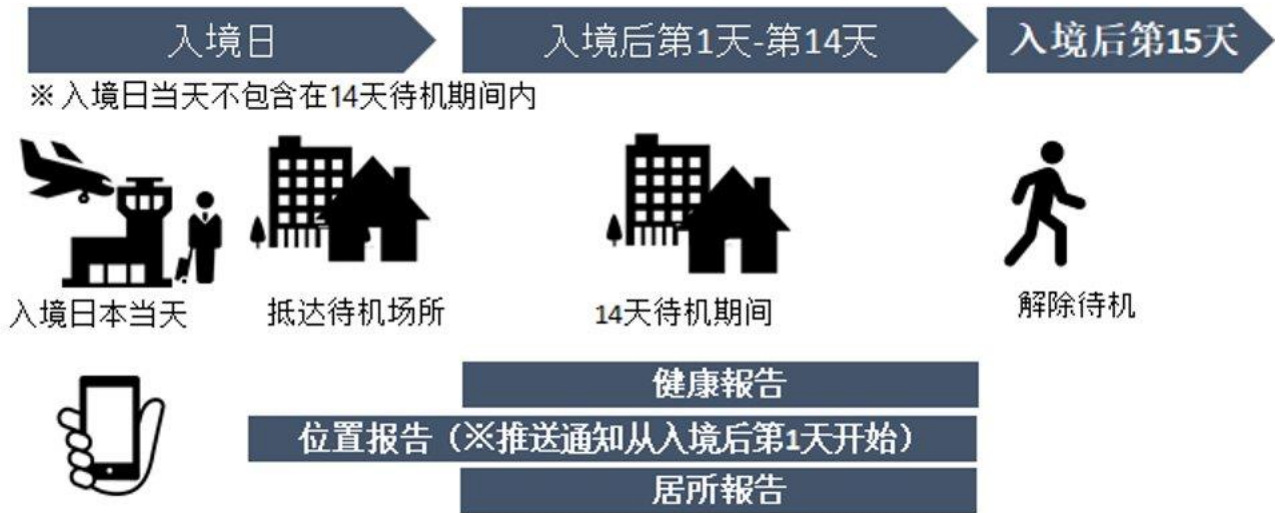 入境日
入境后第1天-第14天
入境后第15天
※ 入境日当天不包含在14天待机期间内
入境日本当天
抵达待机场所
14天待机期间
解除待机
健康報告
位置报告（※推送通知从入境后第1天开始）
居所報告